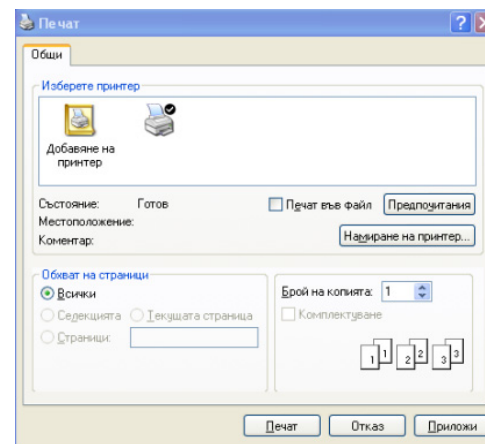 Печат
Общи
Изберете принтер
Добавяне на
принтер
Състояние: Готов
Местоположение:
Коментар:
Печат във файл
Предпочитания
Намиране на принтер...
Обхват на страници
Всички
Селекцията Текущата страница
Страници:
Брой на копията: 1
Комплектуване
1 1 2 2 3 3
Печат Отказ Приложи